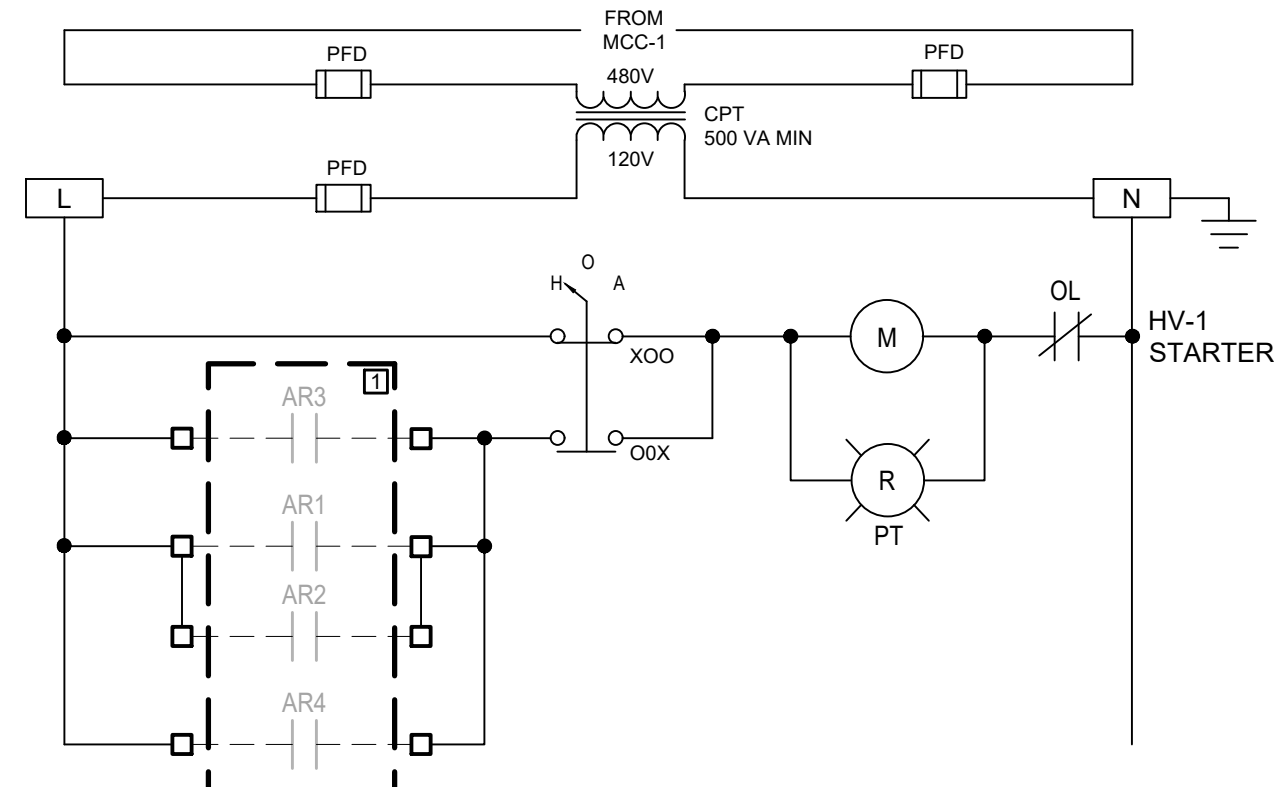 FROM
MCC-1
PFD
PFD
480V
CPT
500 VA MIN
120V
PFD
L
N
O
H
A
OL
HV-1
STARTER
M
XOO
1
AR3
O0X
R
PT
AR1
AR2
AR4